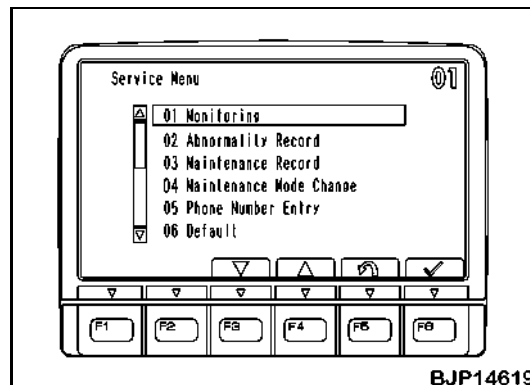 Service Menu
01
01 Monitoring
02 Abnormality Record
03 Maintenance Record
04 Maintenance Mode Change
05 Phone Number Entry
06 Default
F1 F2 F3 F4 F5 F6
BJP14619